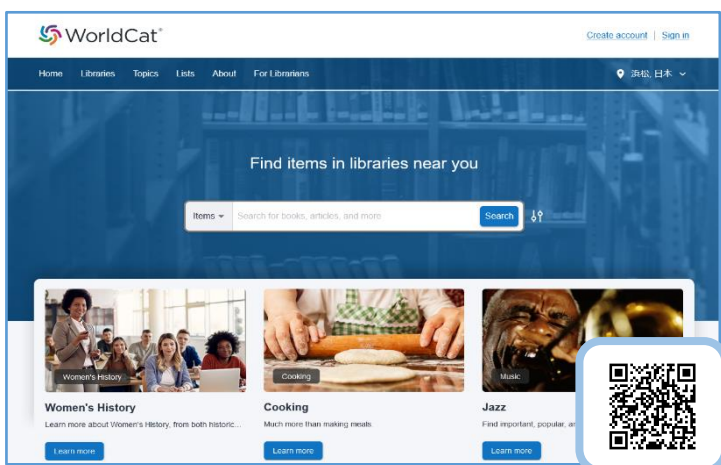 WorldCat®
Create account | Sign in
Home Libraries Topics Lists About For Librarians 浜松, 日本
Find items in libraries near you
Items Search for books, articles, and more Search
Women's History Cooking Music
Women's History
Learn more about Women's History, from both historic...
Learn more
Cooking
Much more than making meals.
Learn more
Jazz
Find important, popular,
Learn more